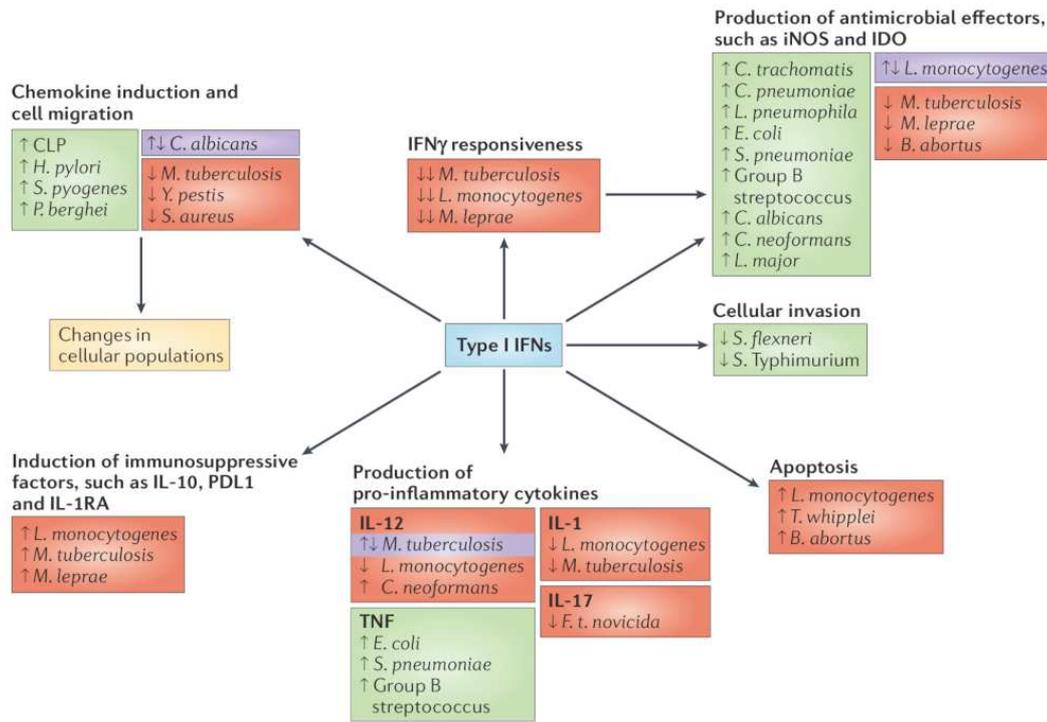 Production of antimicrobial effectors,
such as iNOS and IDO
↑ C. trachomatis
↑ C. pneumoniae
↑ L. pneumophila
↑ E. coli
↑ S. pneumoniae
↑ Group B
streptococcus
↑ C. albicans
↑ C. neoformans
↑ L. major
↑↓ L. monocytogenes
↓ M. tuberculosis
↓ M. leprae
↓ B. abortus
Chemokine induction and
cell migration
↑ CLP
↑ H. pylori
↑ S. pyogenes
↑ P. berghei
↑↓ C. albicans
↓ M. tuberculosis
↓ Y. pestis
↓ S. aureus
IFNγ responsiveness
↓↓ M. tuberculosis
↓↓ L. monocytogenes
↓↓ M. leprae
Changes in
cellular populations
Type I IFNs
Cellular invasion
↓ S. flexneri
↓ S. Typhimurium
Induction of immunosuppressive
factors, such as IL-10, PDL1
and IL-1RA
↑ L. monocytogenes
↑ M. tuberculosis
↑ M. leprae
Production of
pro-inflammatory cytokines
IL-12
↑↓ M. tuberculosis
↓ L. monocytogenes
↑ C. neoformans
IL-1
↓ L. monocytogenes
↓ M. tuberculosis
IL-17
↓ F. t. novicida
TNF
↑ E. coli
↑ S. pneumoniae
↑ Group B
streptococcus
Apoptosis
↑ L. monocytogenes
↑ T. whipplei
↑ B. abortus